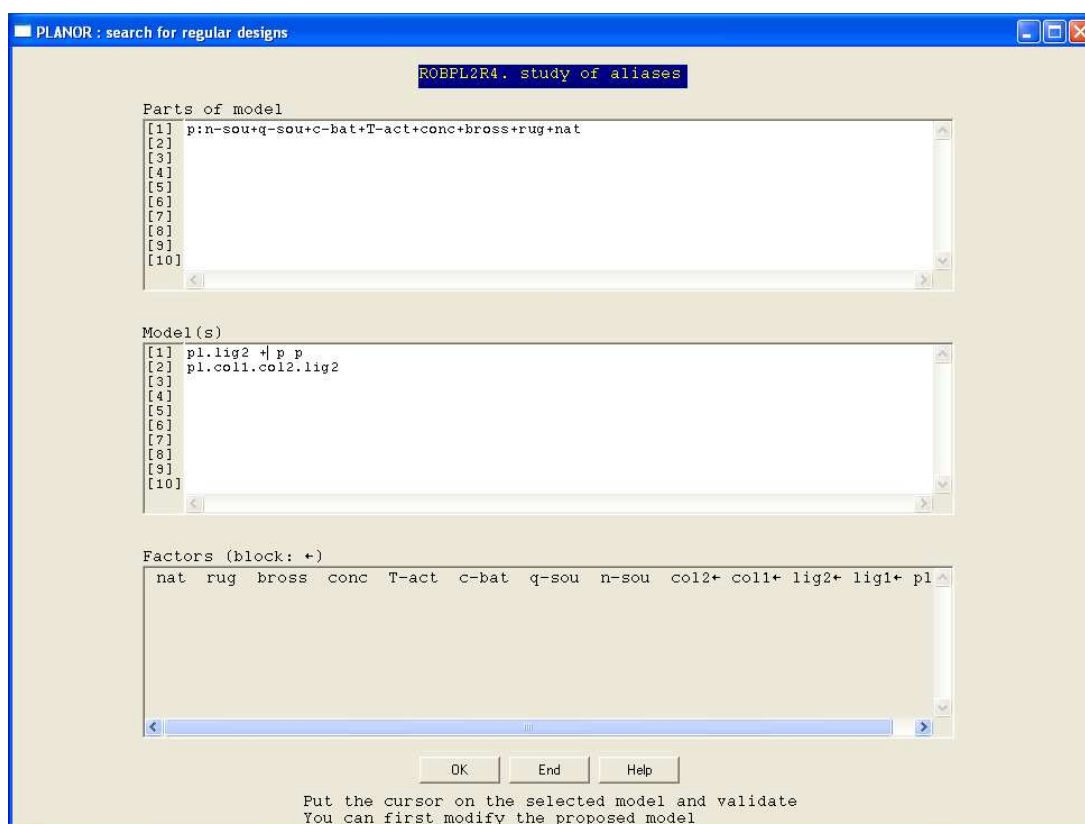 PLANOR : search for regular designs
ROBPL2R4. study of aliases
Parts of model
[1] p:n-sou+q-sou+c-bat+T-act+conc+bross+rug+nat
[2]
[3]
[4]
[5]
[6]
[7]
[8]
[9]
[10]
Model(s)
[1] pl.lig2 + p p
[2] pl.col1.col2.lig2
[3]
[4]
[5]
[6]
[7]
[8]
[9]
[10]
Factors (block: ←)
nat rug bross conc T-act c-bat q-sou n-sou col2← col1← lig2← lig1← pl
OK End Help
Put the cursor on the selected model and validate
You can first modify the proposed model